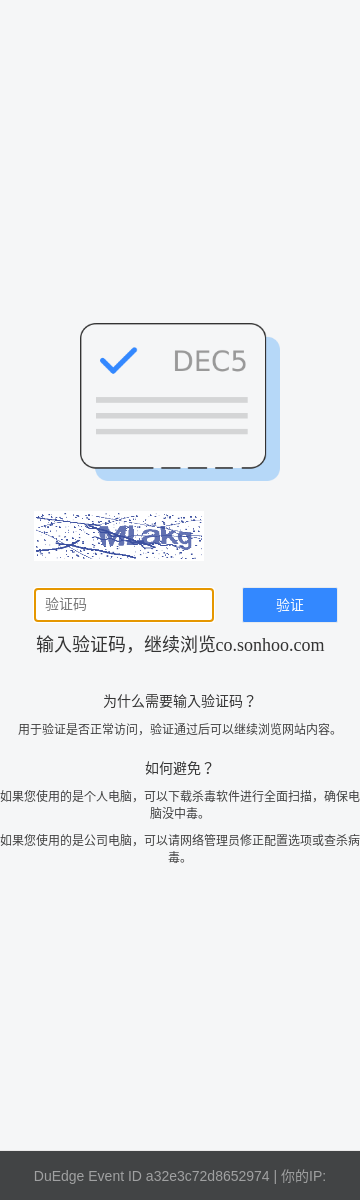 DEC5
MLakg
验证码
验证
输入验证码，继续浏览co.sonhoo.com
为什么需要输入验证码？
用于验证是否正常访问，验证通过后可以继续浏览网站内容。
如何避免？
如果您使用的是个人电脑，可以下载杀毒软件进行全面扫描，确保电
脑没中毒。
如果您使用的是公司电脑，可以请网络管理员修正配置选项或查杀病
毒。
DuEdge Event ID a32e3c72d8652974 | 你的IP: